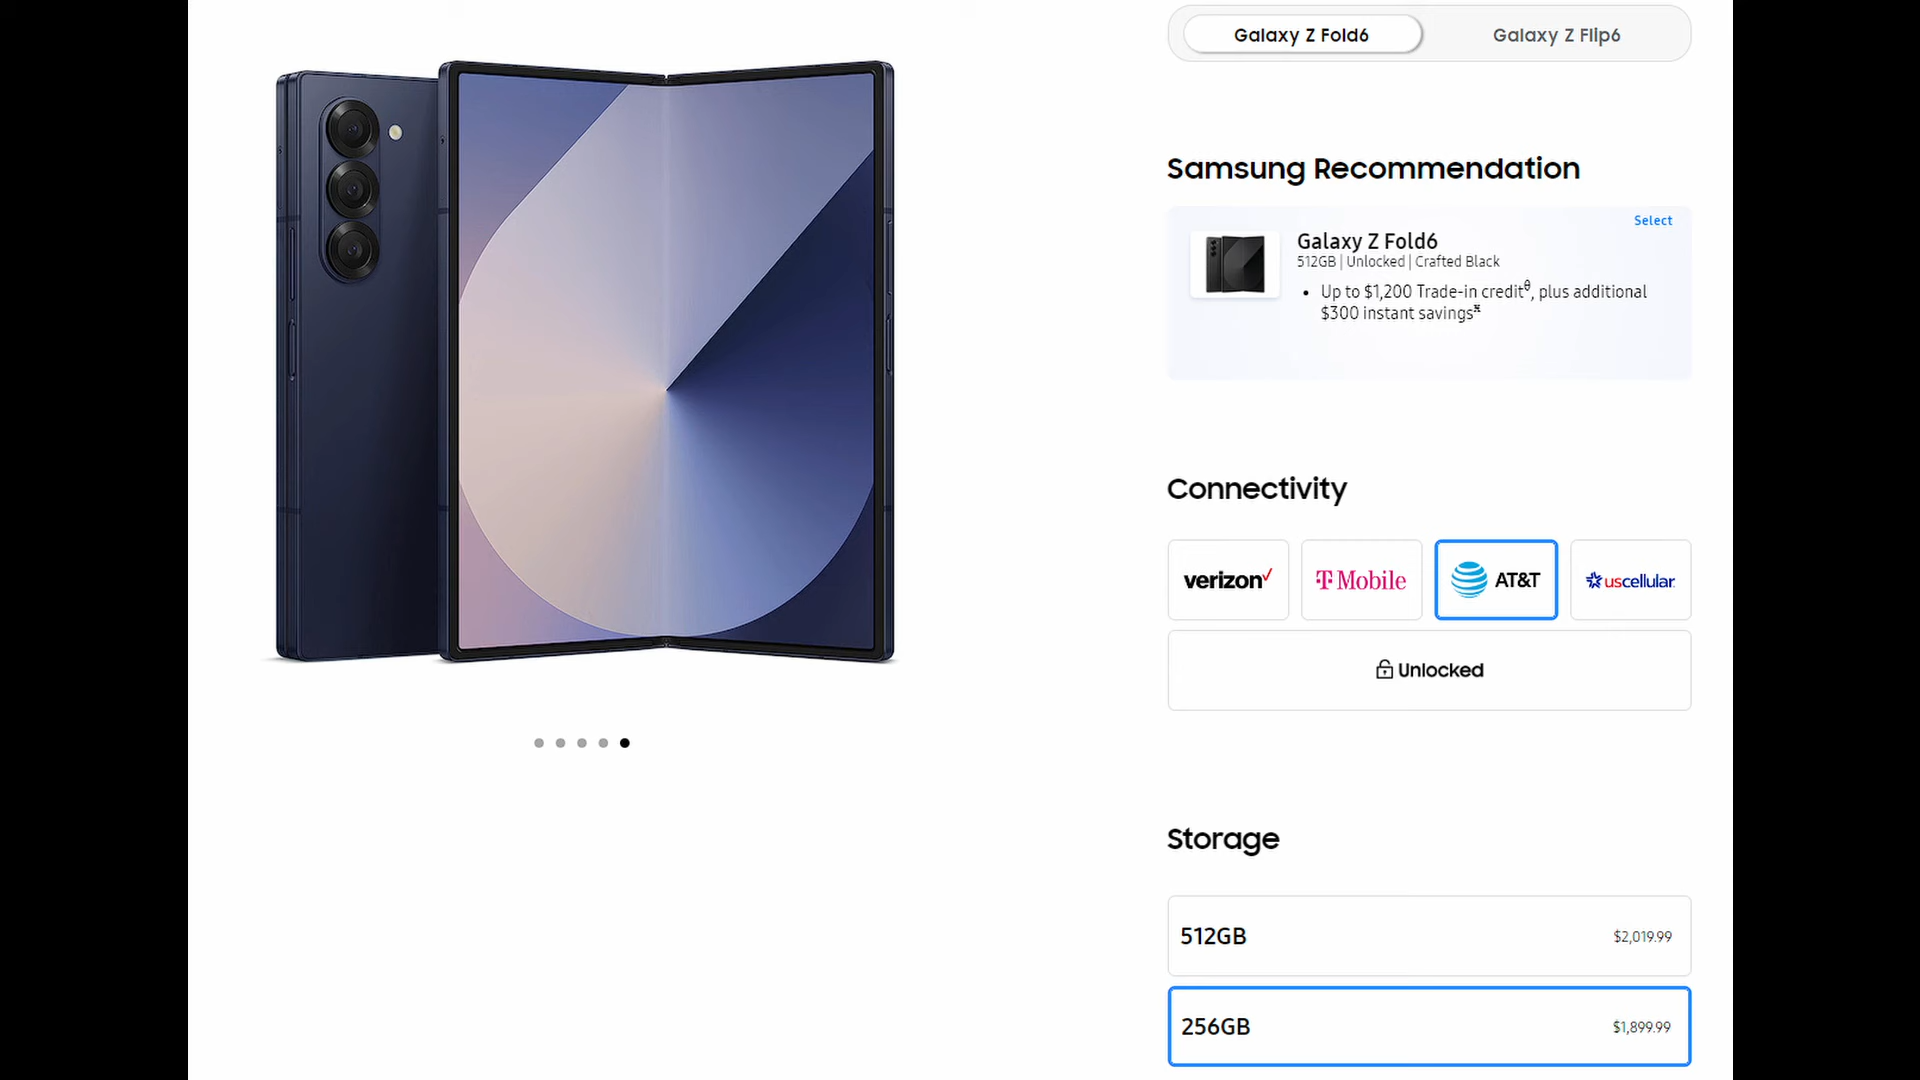 Galaxy Z Fold6
Galaxy Z Flip6
Samsung Recommendation
Select
Galaxy Z Fold6
512GB | Unlocked | Crafted Black
• Up to $1,200 Trade-in creditᶿ, plus additional
$300 instant savingsˣ
Connectivity
verizon✓
T Mobile
AT&T
uscellular
Unlocked
Storage
512GB
$2,019.99
256GB
$1,899.99